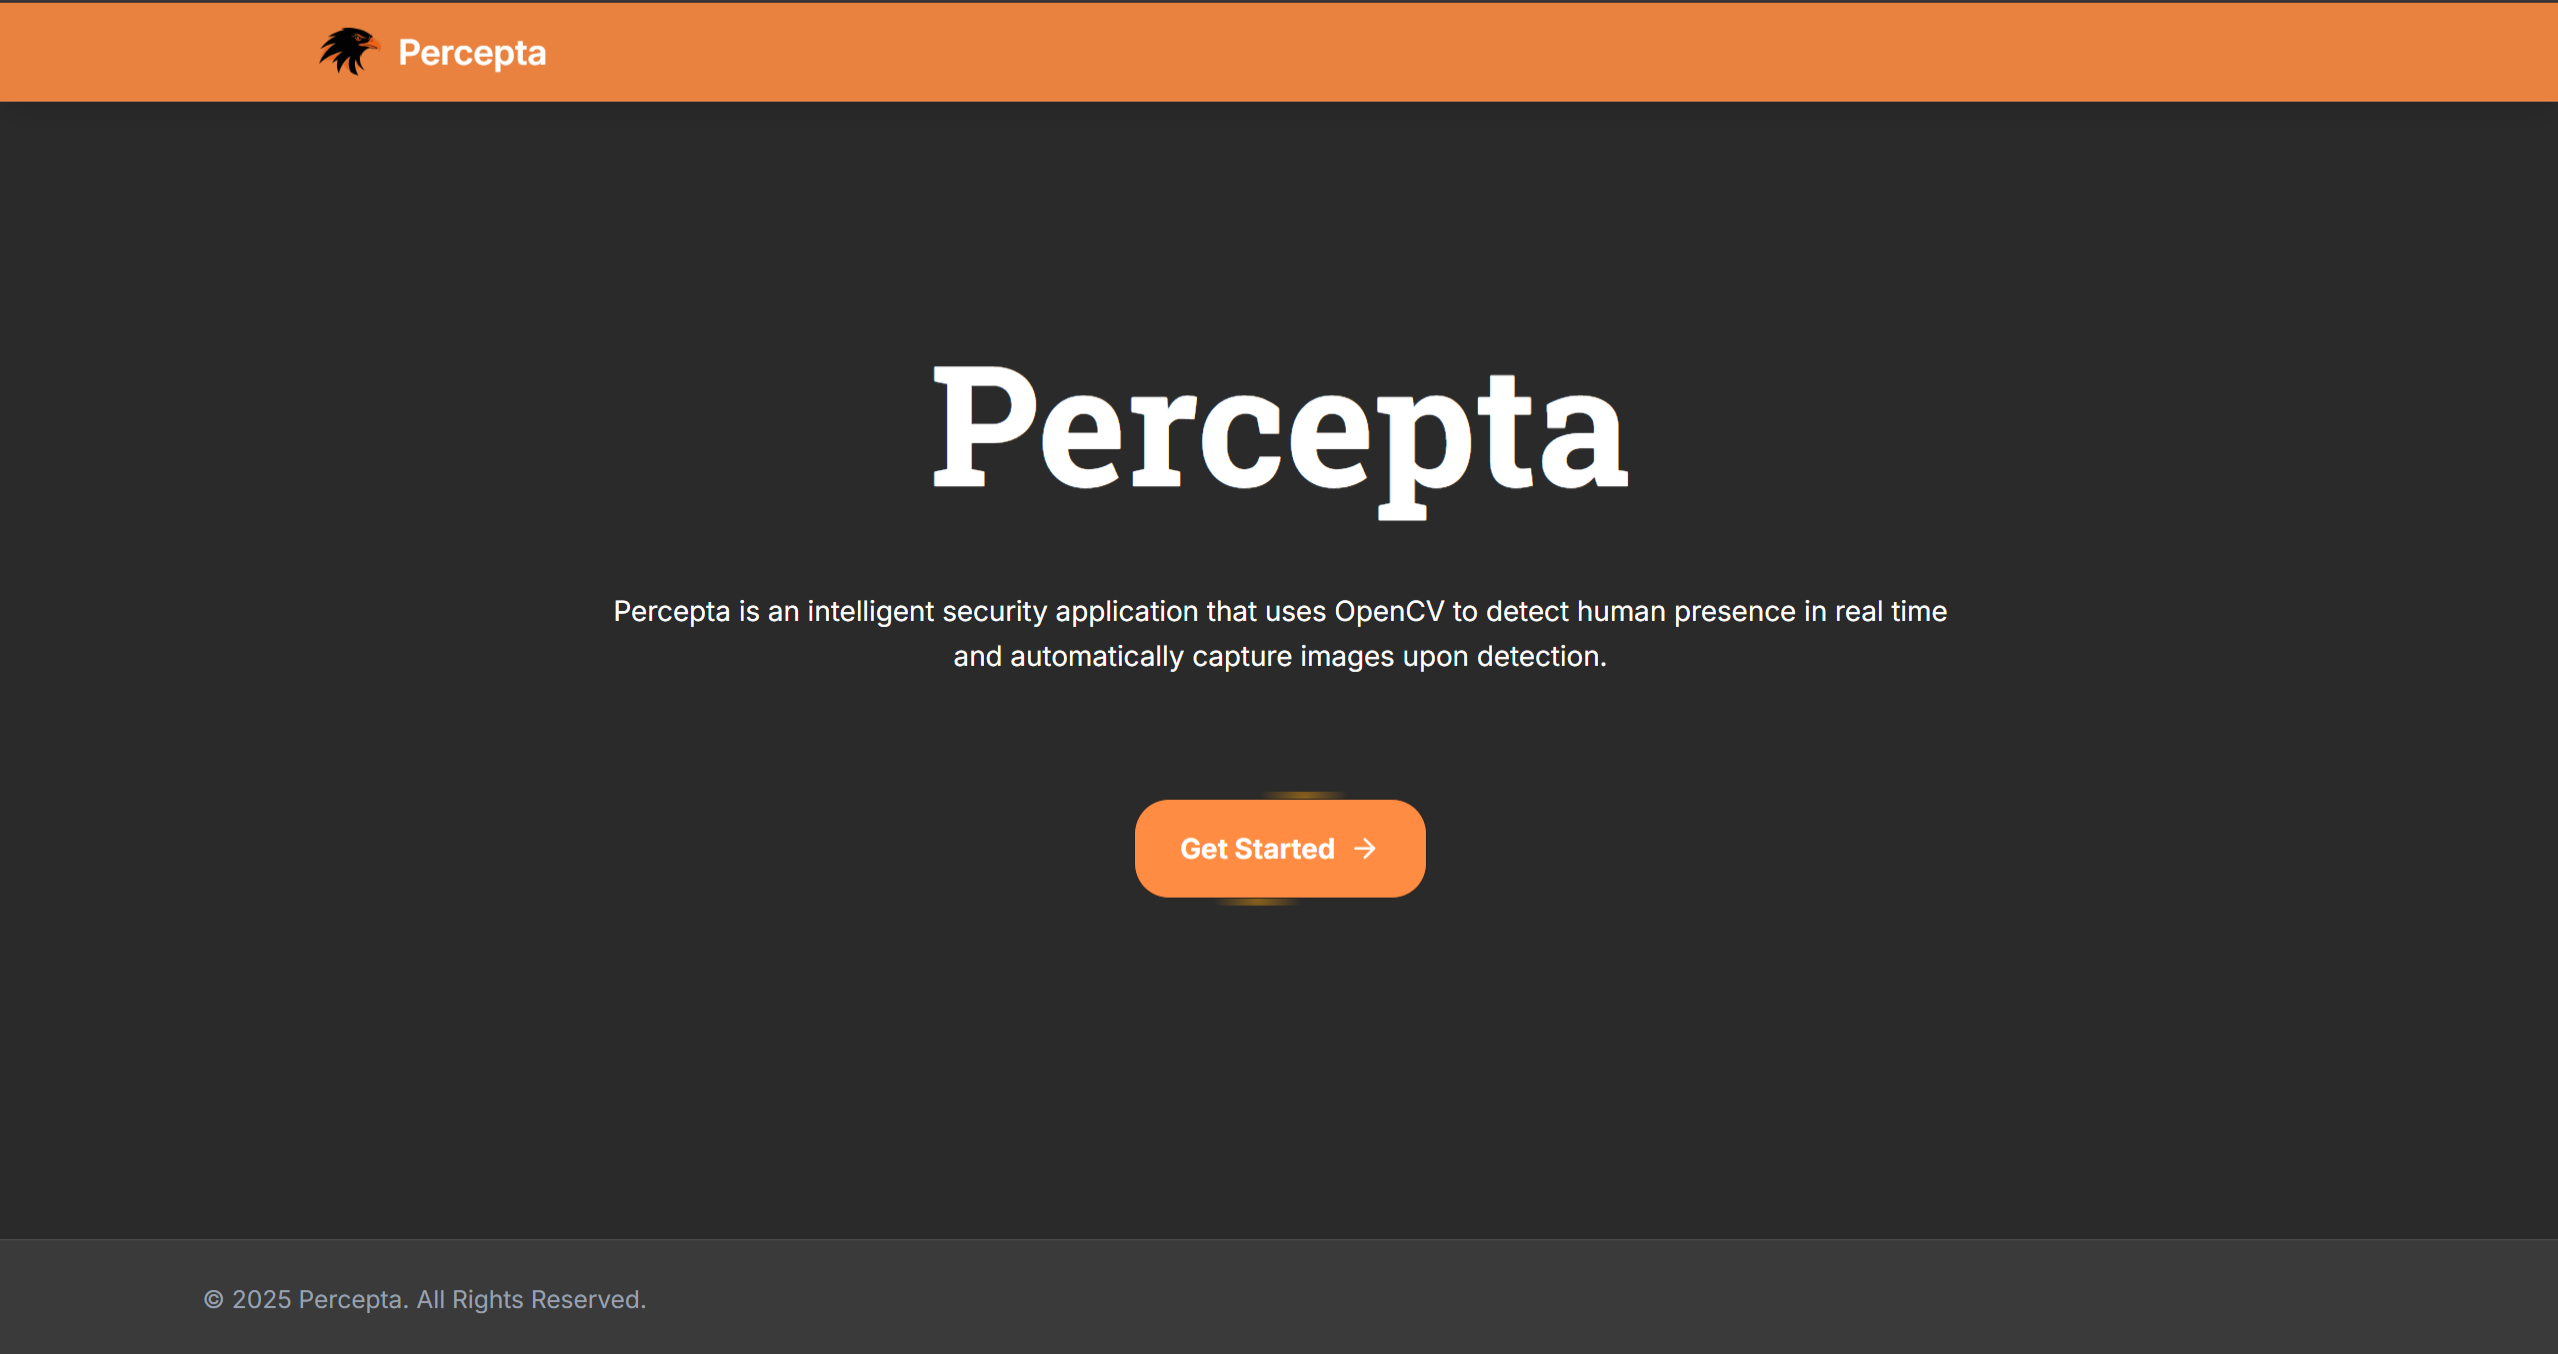 Percepta
Percepta
Percepta is an intelligent security application that uses OpenCV to detect human presence in real time
and automatically capture images upon detection.
Get Started →
© 2025 Percepta. All Rights Reserved.